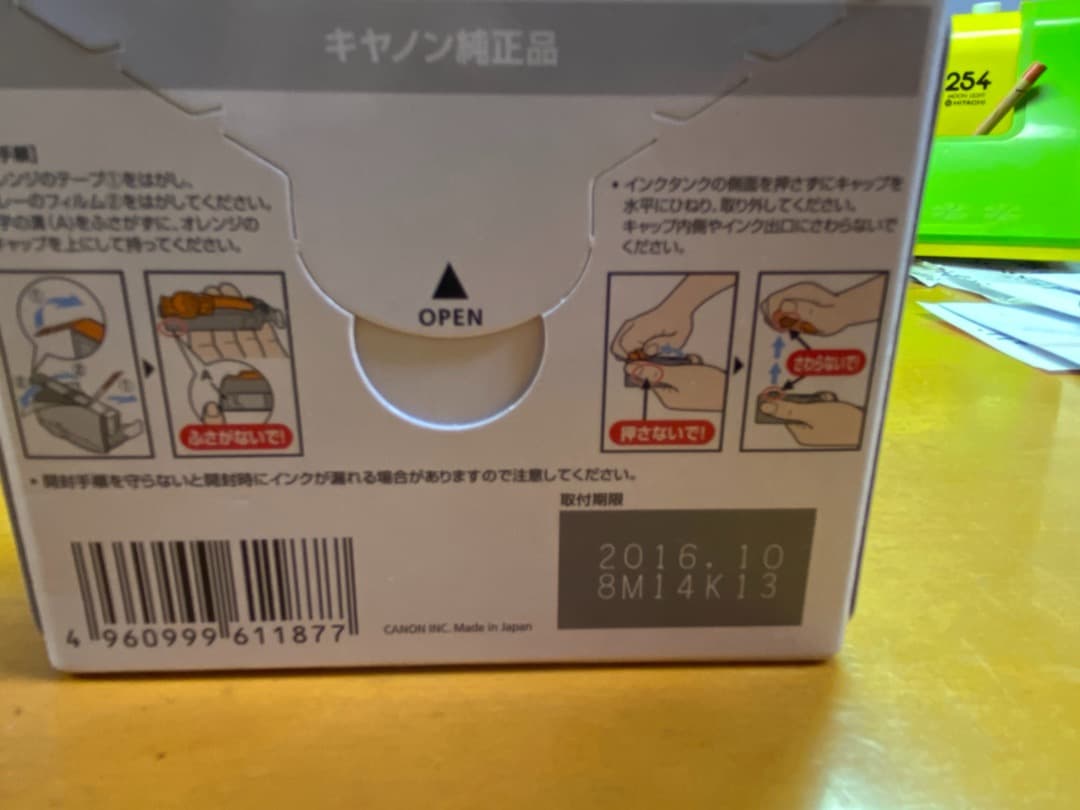 キヤノン純正品
手順]
レンジのテープ①をはがし、
レーのフィルム②をはがしてください。
字の溝(A)をふさがずに、オレンジの
キャップを上にして持ってください。
• インクタンクの側面を押さずにキャップを
水平にひねり、取り外してください。
キャップ内側やインク出口にさわらないで
ください。
▲
OPEN
①
②
①
A
ふさがないで!
押さないで!
さわらないで!
• 開封手順を守らないと開封時にインクが漏れる場合がありますので注意してください。
取付期限
2016.10
8M14K13
4 960999 611877
CANON INC. Made in Japan
254
MOON LIGHT
HITACHI